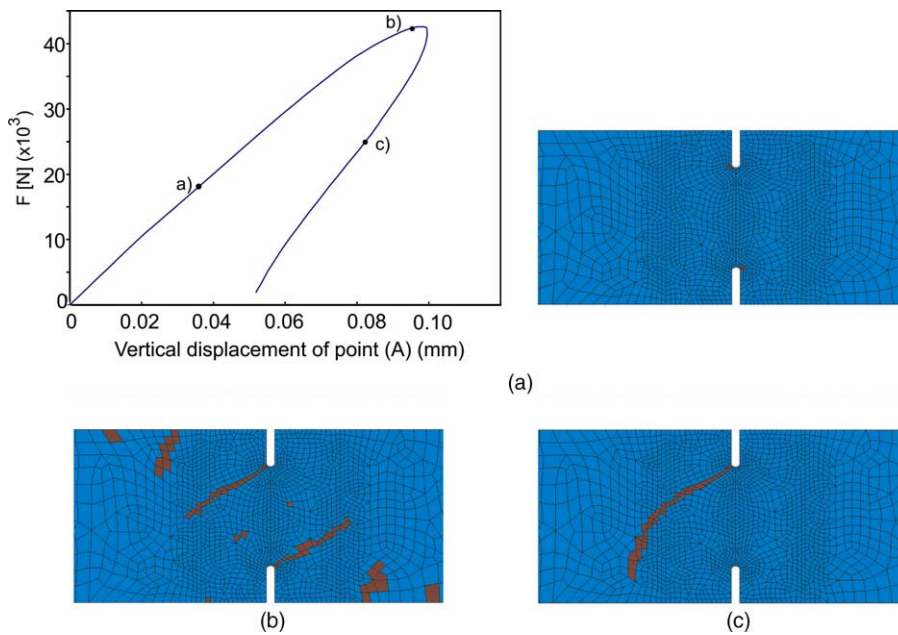 40
30
20
10
0
F [N] (x10³)
a)
b)
c)
0
0.02
0.04
0.06
0.08
0.10
Vertical displacement of point (A) (mm)
(a)
(b)
(c)